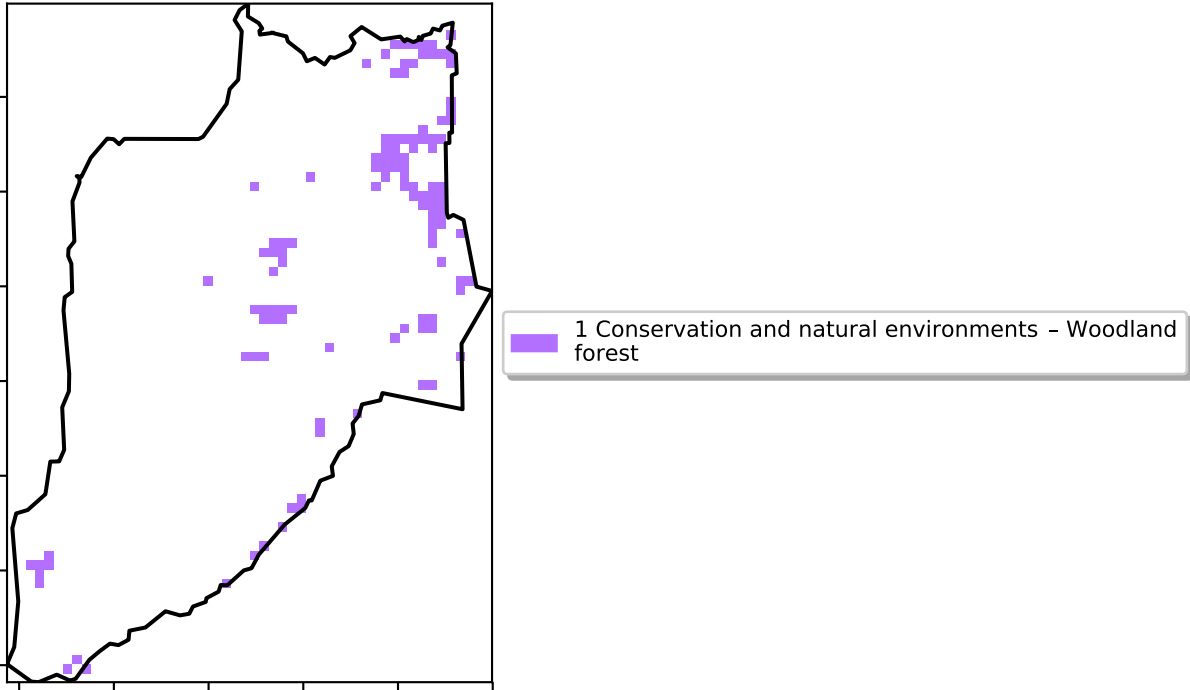 1 Conservation and natural environments – Woodland
forest